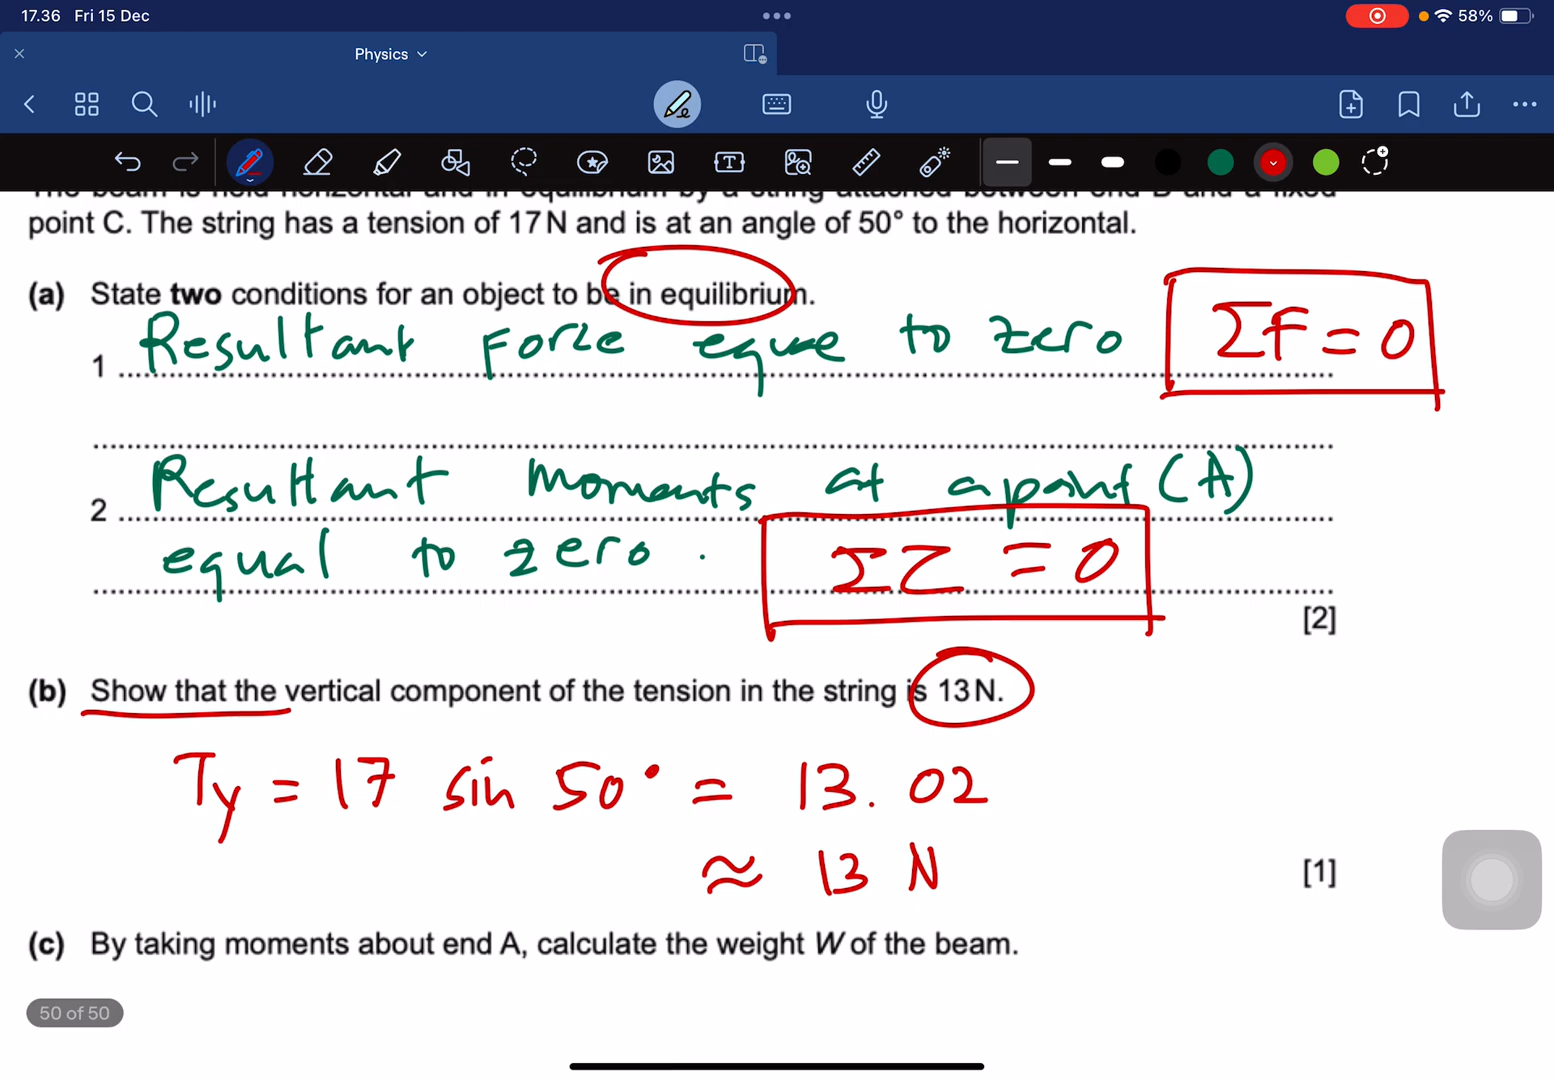 17.36 Fri 15 Dec
58%
Physics
point C. The string has a tension of 17 N and is at an angle of 50° to the horizontal.
(a) State two conditions for an object to be in equilibrium.
1 Resultant Force eque to zero ΣF = 0
2 Resultant moments at a point (A)
equal to zero. Στ = 0
[2]
(b) Show that the vertical component of the tension in the string is 13 N.
Ty = 17 sin 50° = 13.02
≈ 13 N
[1]
(c) By taking moments about end A, calculate the weight W of the beam.
50 of 50